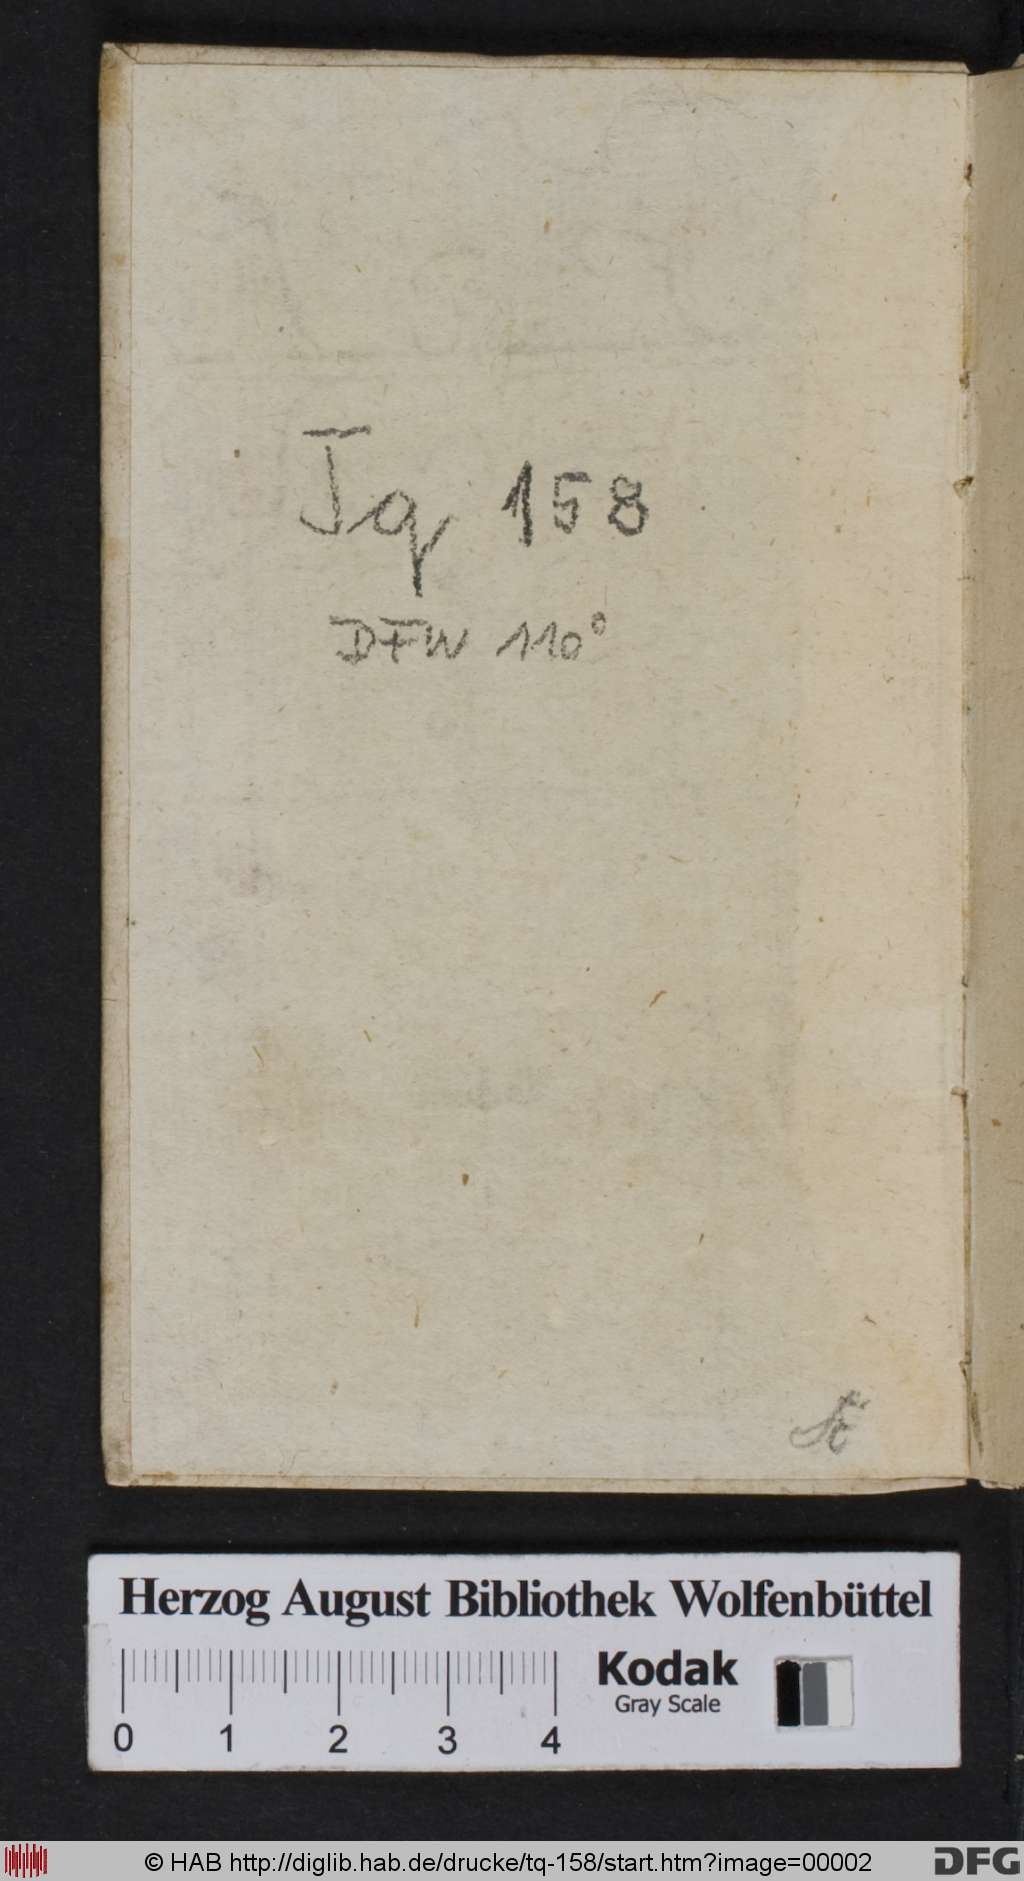 Tq 158
DFW 110°
Herzog August Bibliothek Wolfenbüttel
Kodak
Gray Scale
0 1 2 3 4
© HAB http://diglib.hab.de/drucke/tq-158/start.htm?image=00002
DFG